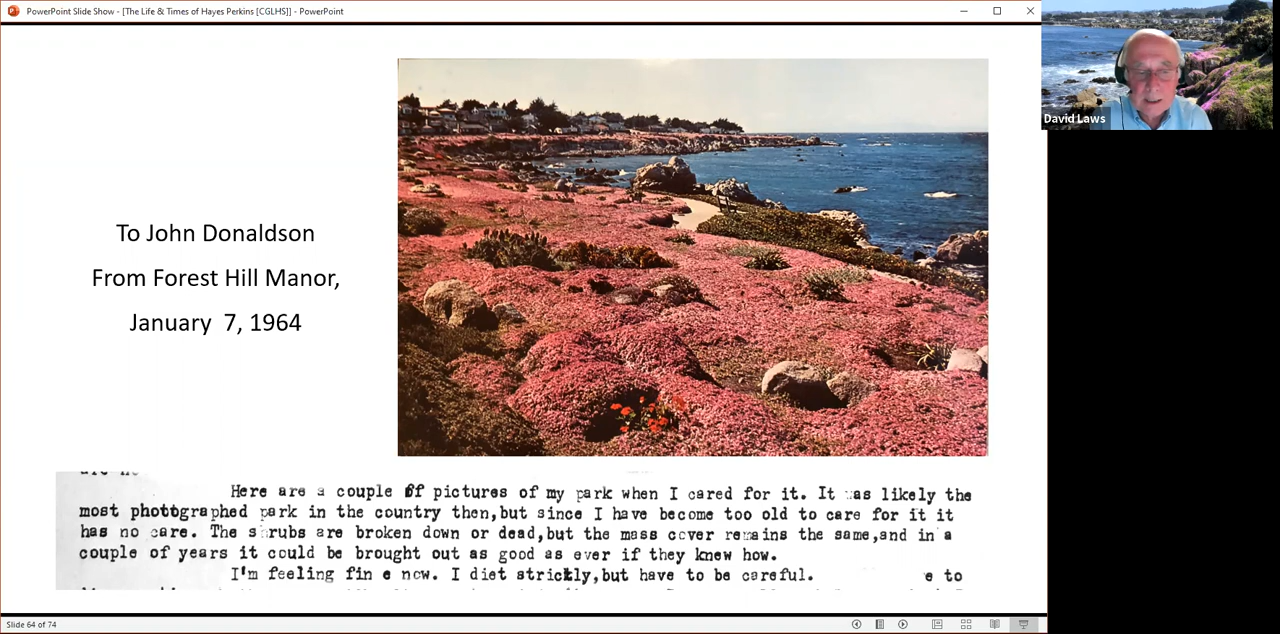 PowerPoint Slide Show - [The Life & Times of Hayes Perkins [CGLHS]] - PowerPoint
David Laws
To John Donaldson
From Forest Hill Manor,
January 7, 1964
Here are a couple of pictures of my park when I cared for it. It was likely the
most photographed park in the country then,but since I have become too old to care for it it
has no care. The shrubs are broken down or dead,but the mass cover remains the same,and in a
couple of years it could be brought out as good as ever if they knew how.
I'm feeling fin e now. I diet strictly,but have to be careful. e to
Slide 64 of 74